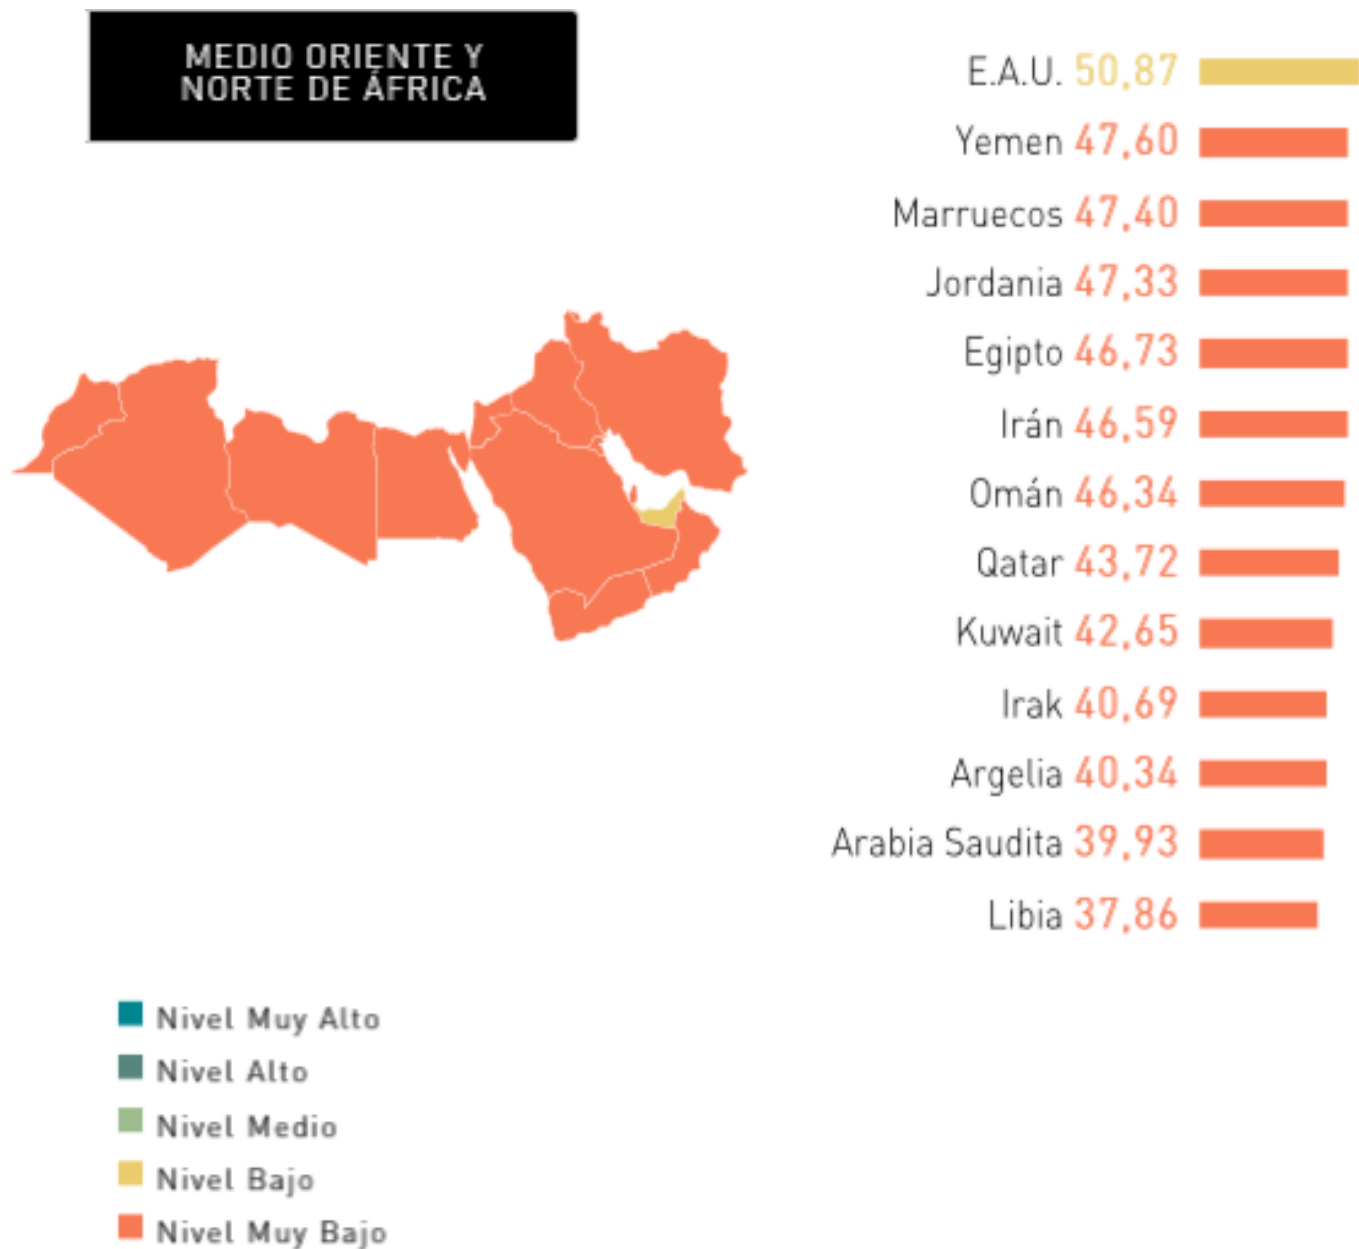 MEDIO ORIENTE Y
NORTE DE ÁFRICA
E.A.U. 50,87
Yemen 47,60
Marruecos 47,40
Jordania 47,33
Egipto 46,73
Irán 46,59
Omán 46,34
Qatar 43,72
Kuwait 42,65
Irak 40,69
Argelia 40,34
Arabia Saudita 39,93
Libia 37,86
Nivel Muy Alto
Nivel Alto
Nivel Medio
Nivel Bajo
Nivel Muy Bajo